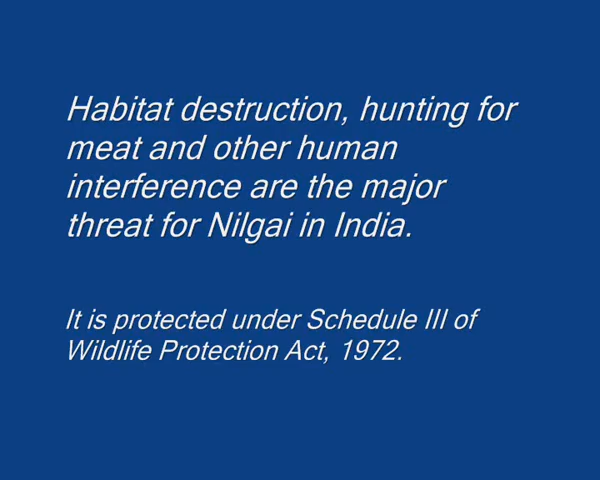 Habitat destruction, hunting for
meat and other human
interference are the major
threat for Nilgai in India.
It is protected under Schedule III of
Wildlife Protection Act, 1972.